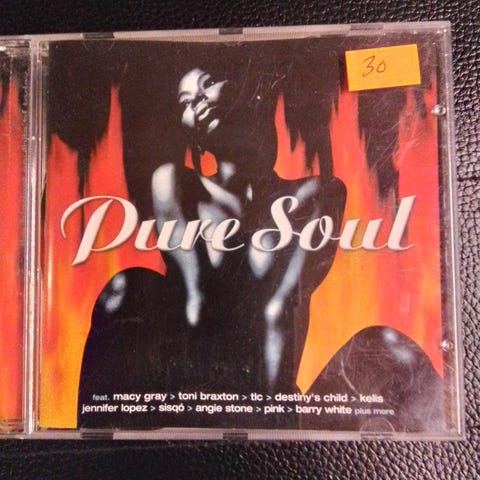 30
Pure Soul
feat. macy gray > toni braxton > tlc > destiny's child > kelis
jennifer lopez > sisqó > angie stone > pink > barry white plus more